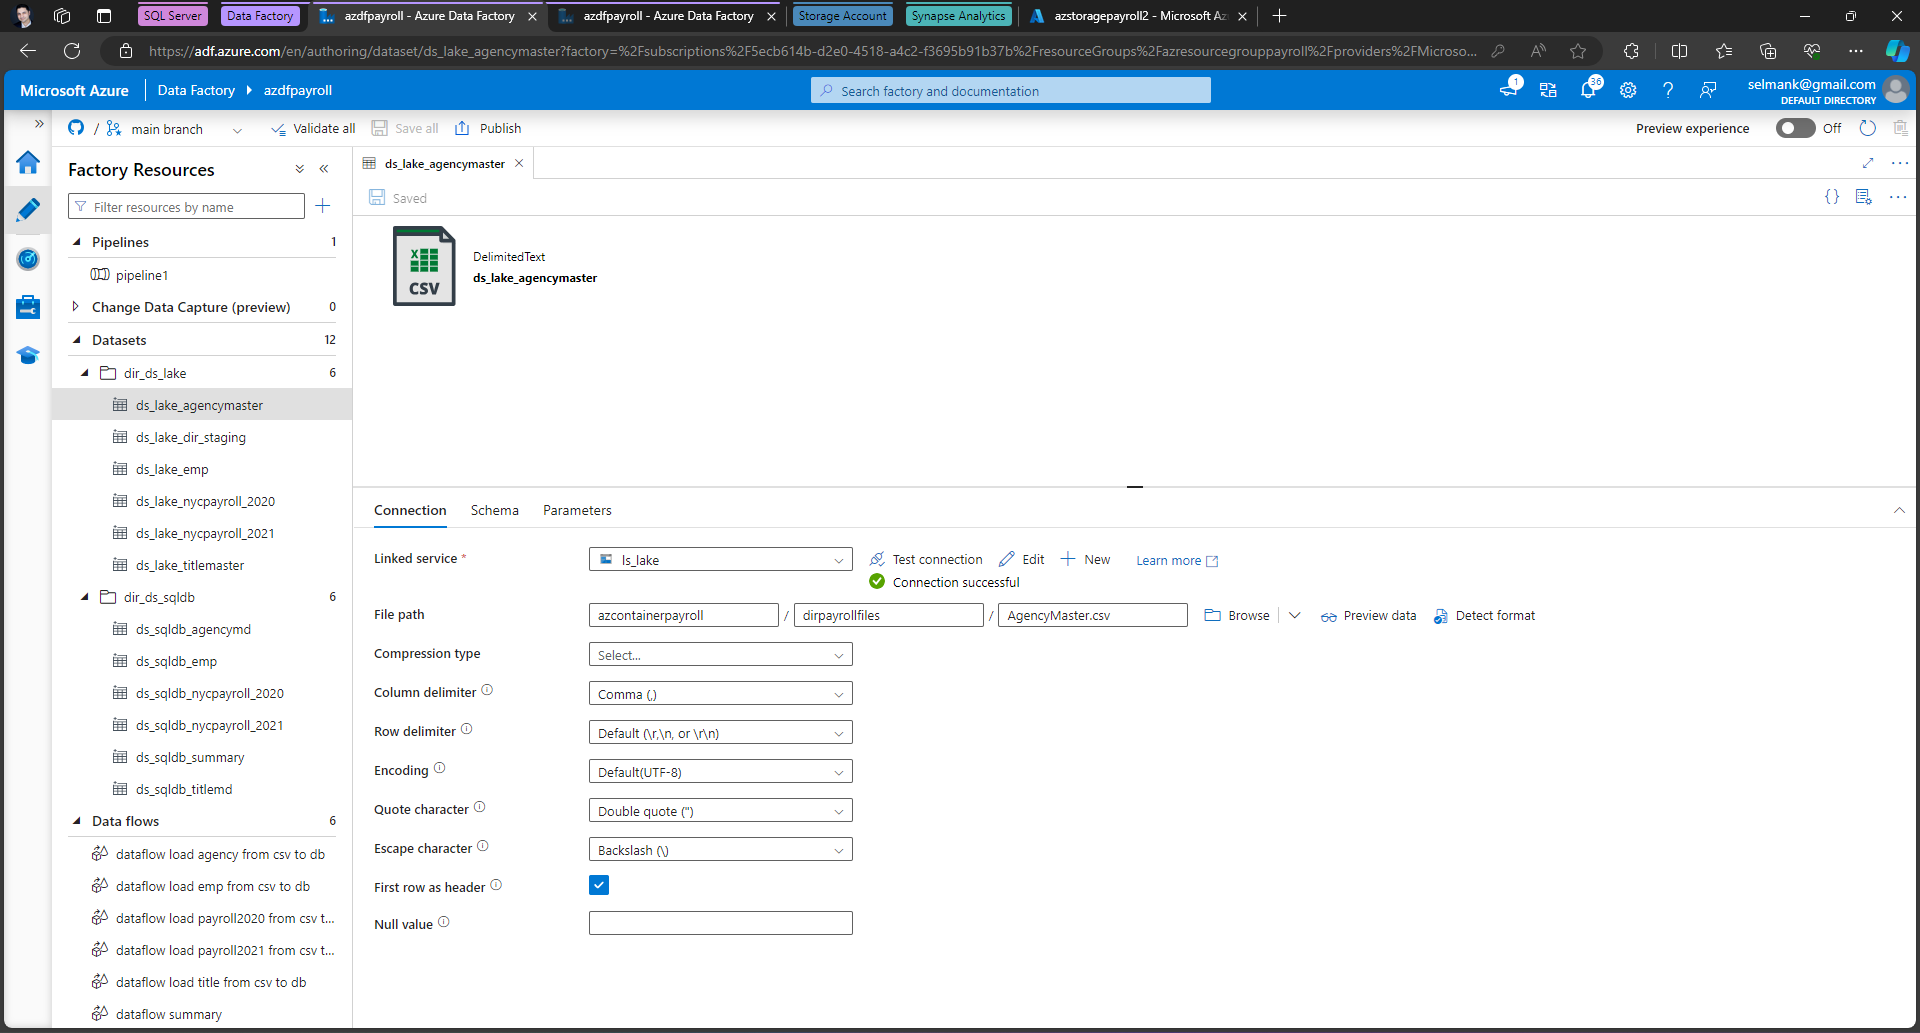 SQL Server
Data Factory
azdfpayroll - Azure Data Factory
azdfpayroll - Azure Data Factory
Storage Account
Synapse Analytics
azstoragepayroll2 - Microsoft Az
https://adf.azure.com/en/authoring/dataset/ds_lake_agencymaster?factory=%2Fsubscriptions%2F5ecb614b-d2e0-4518-a4c2-f3695b91b37b%2FresourceGroups%2Fazresourcegrouppayroll%2Fproviders%2FMicroso...
Microsoft Azure
Data Factory
azdfpayroll
Search factory and documentation
1
36
selmank@gmail.com
DEFAULT DIRECTORY
/
main branch
Validate all
Save all
Publish
Preview experience
Off
Factory Resources
Filter resources by name
Pipelines 1
pipeline1
Change Data Capture (preview) 0
Datasets 12
dir_ds_lake 6
ds_lake_agencymaster
ds_lake_dir_staging
ds_lake_emp
ds_lake_nycpayroll_2020
ds_lake_nycpayroll_2021
ds_lake_titlemaster
dir_ds_sqldb 6
ds_sqldb_agencymd
ds_sqldb_emp
ds_sqldb_nycpayroll_2020
ds_sqldb_nycpayroll_2021
ds_sqldb_summary
ds_sqldb_titlemd
Data flows 6
dataflow load agency from csv to db
dataflow load emp from csv to db
dataflow load payroll2020 from csv t...
dataflow load payroll2021 from csv t...
dataflow load title from csv to db
dataflow summary
ds_lake_agencymaster
Saved
X
CSV
DelimitedText
ds_lake_agencymaster
Connection
Schema
Parameters
Linked service *
ls_lake
Test connection
Edit
New
Learn more
Connection successful
File path
azcontainerpayroll / dirpayrollfiles / AgencyMaster.csv
Browse
Preview data
Detect format
Compression type
Select...
Column delimiter
Comma (,)
Row delimiter
Default (\r,\n, or \r\n)
Encoding
Default(UTF-8)
Quote character
Double quote (")
Escape character
Backslash (\)
First row as header
Null value